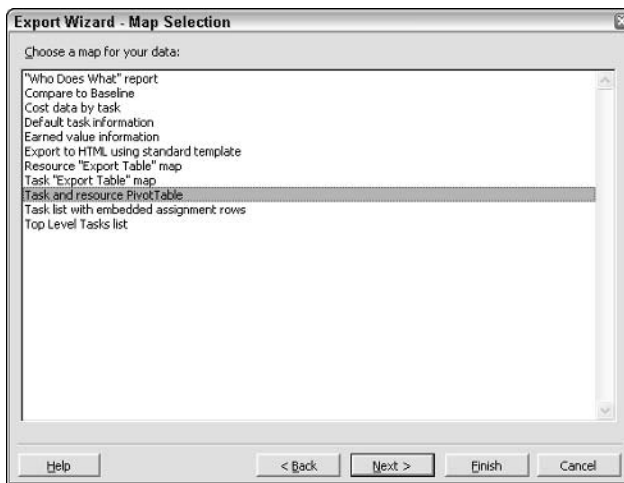 Export Wizard - Map Selection
Choose a map for your data:
"Who Does What" report
Compare to Baseline
Cost data by task
Default task information
Earned value information
Export to HTML using standard template
Resource "Export Table" map
Task "Export Table" map
Task and resource PivotTable
Task list with embedded assignment rows
Top Level Tasks list
Help
< Back
Next >
Finish
Cancel